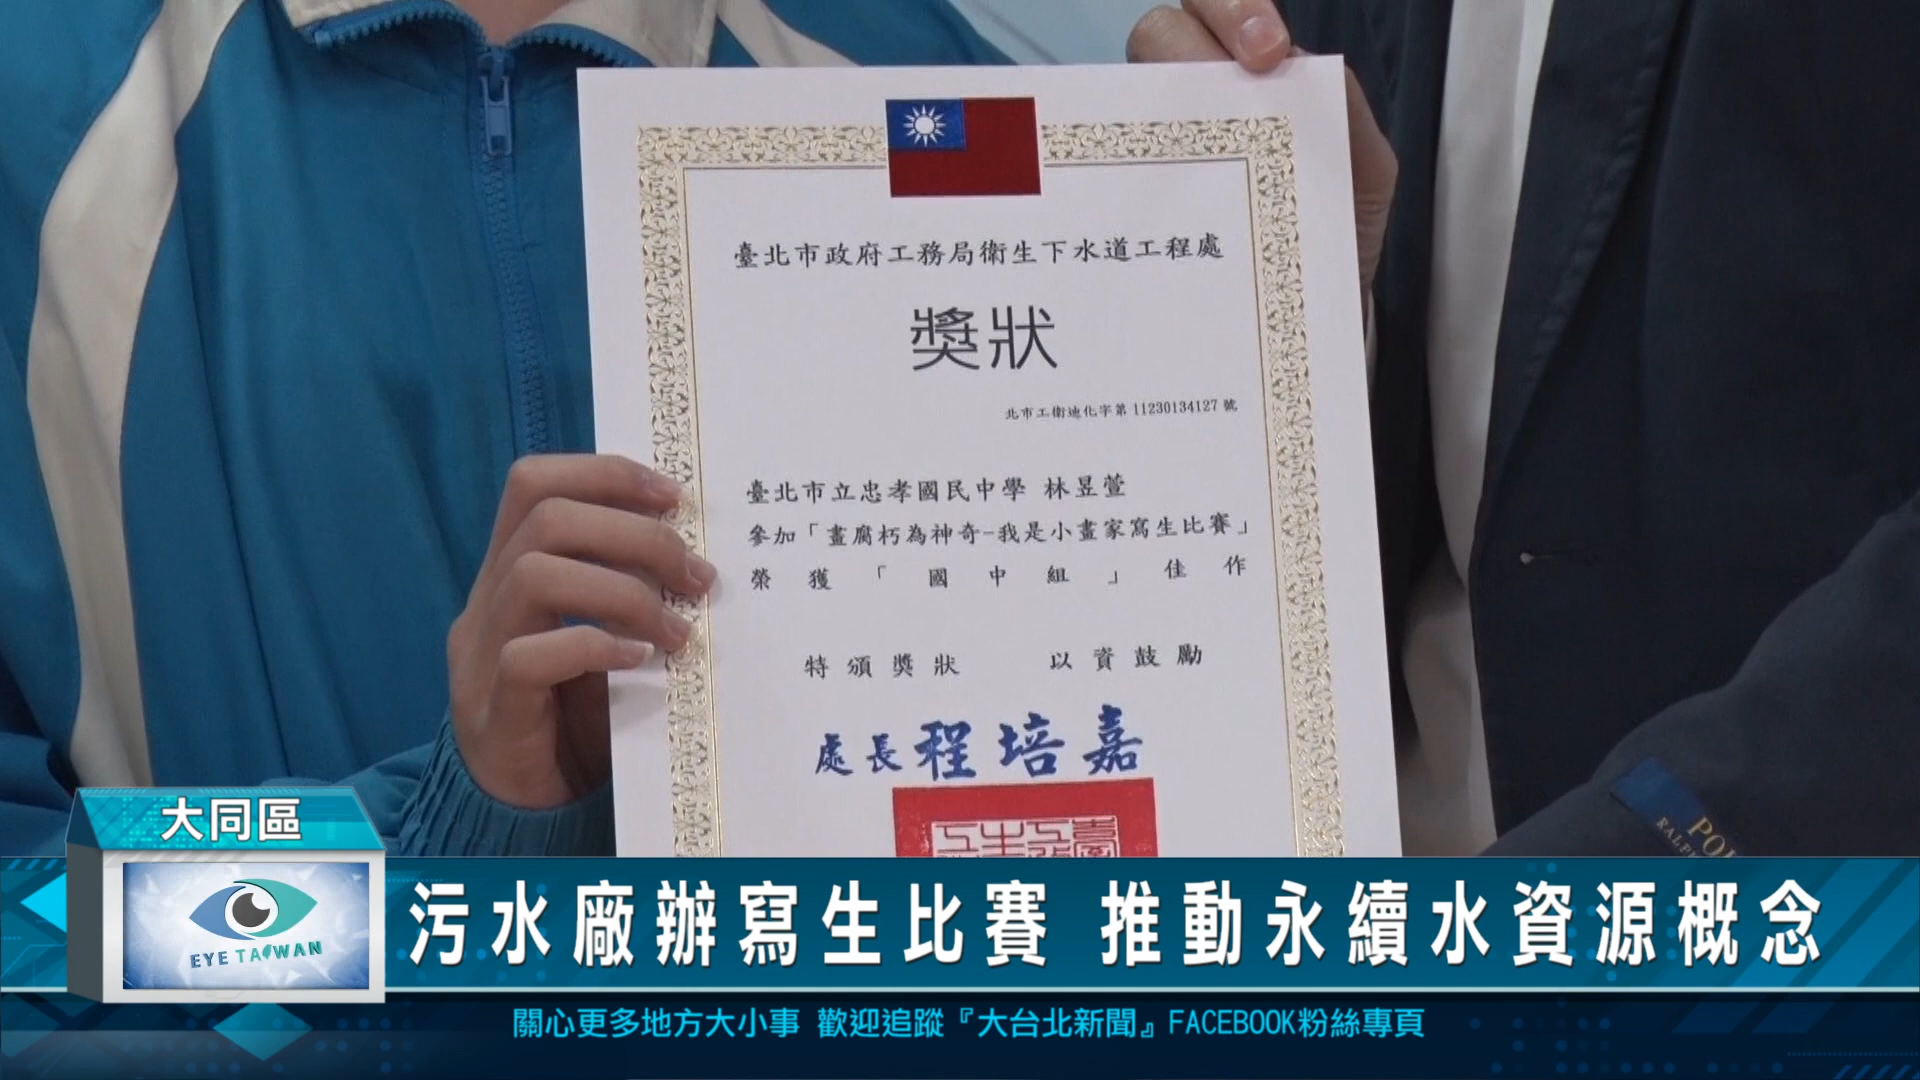 臺北市政府工務局衛生下水道工程處
獎狀
北市工衛迪化字第11230134127號
臺北市立忠孝國民中學 林昱萱
參加「畫腐朽為神奇-我是小畫家寫生比賽」
榮獲「國中組」佳作
特頒獎狀 以資鼓勵
處長程培嘉
大同區
EYE TAIWAN
污水廠辦寫生比賽 推動永續水資源概念
關心更多地方大小事 歡迎追蹤『大台北新聞』FACEBOOK粉絲專頁